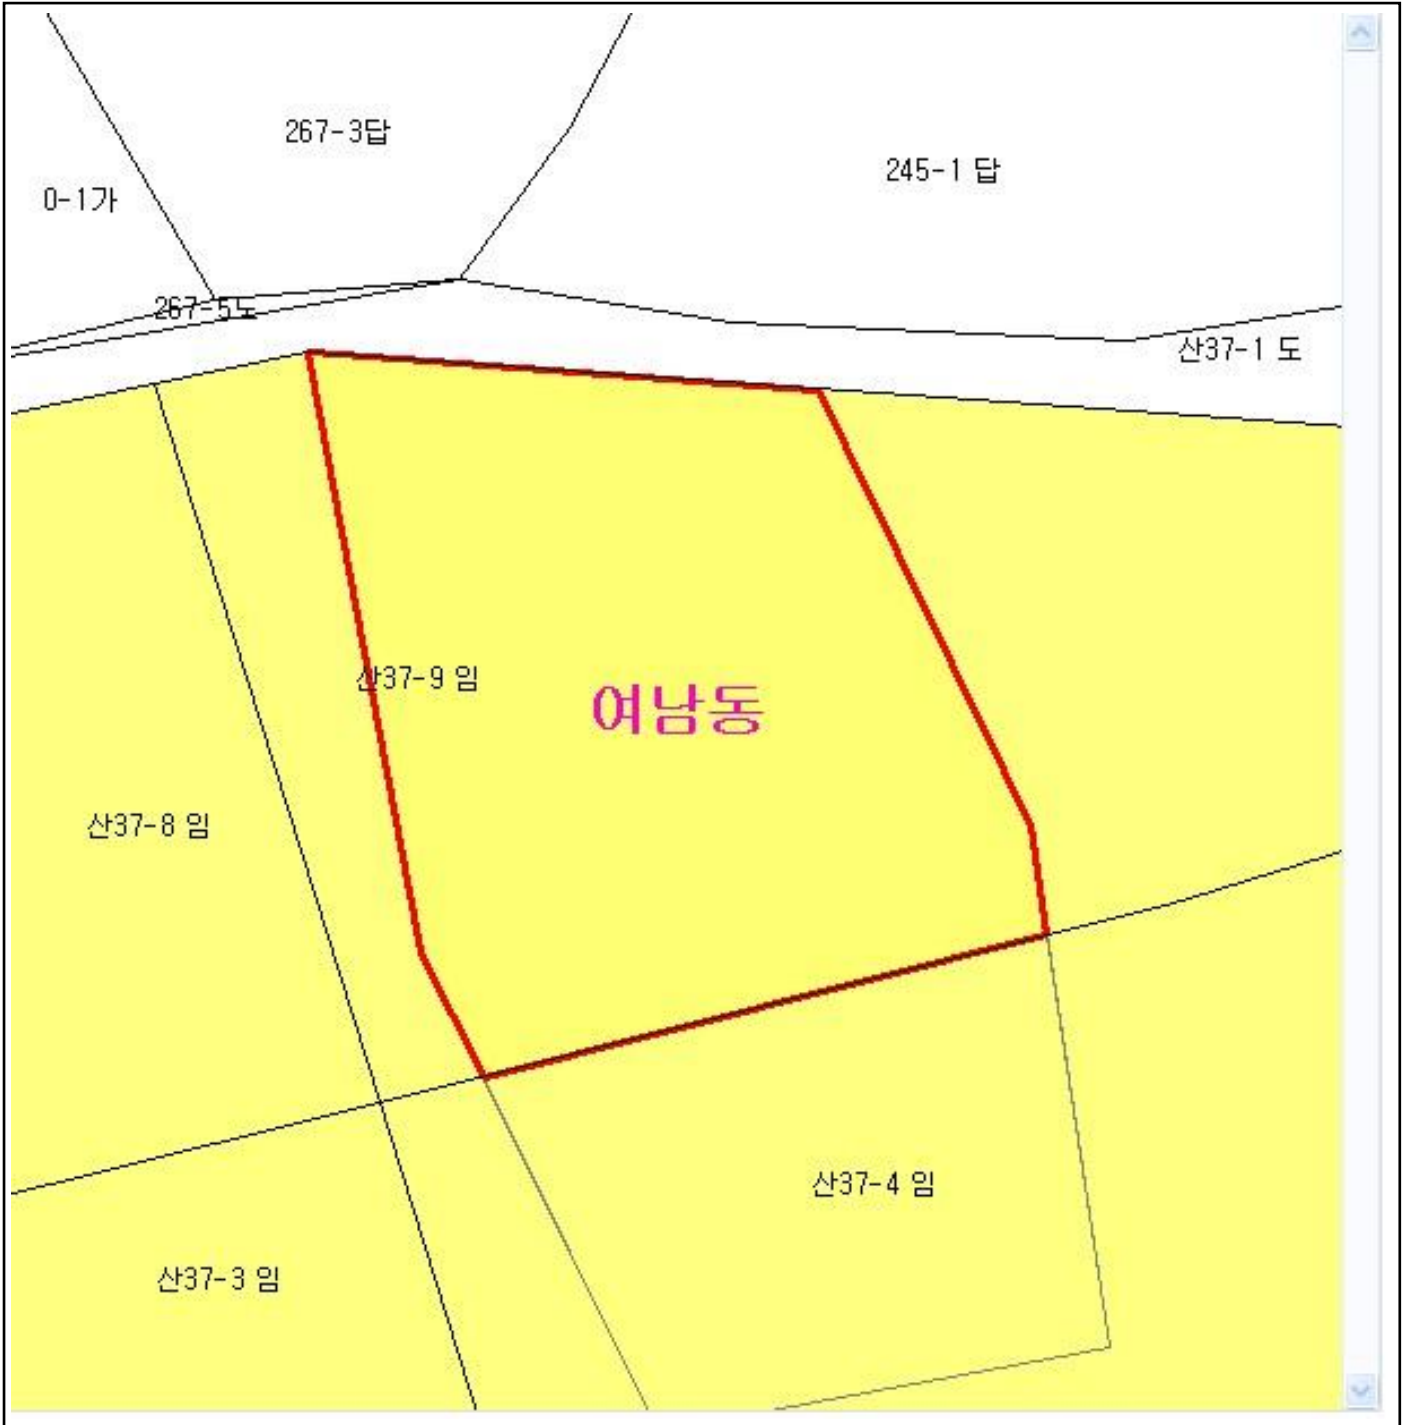 267-3답
245-1 답
0-1가
267-5도
산37-1 도
산37-9 임
여남동
산37-8 임
산37-4 임
산37-3 임